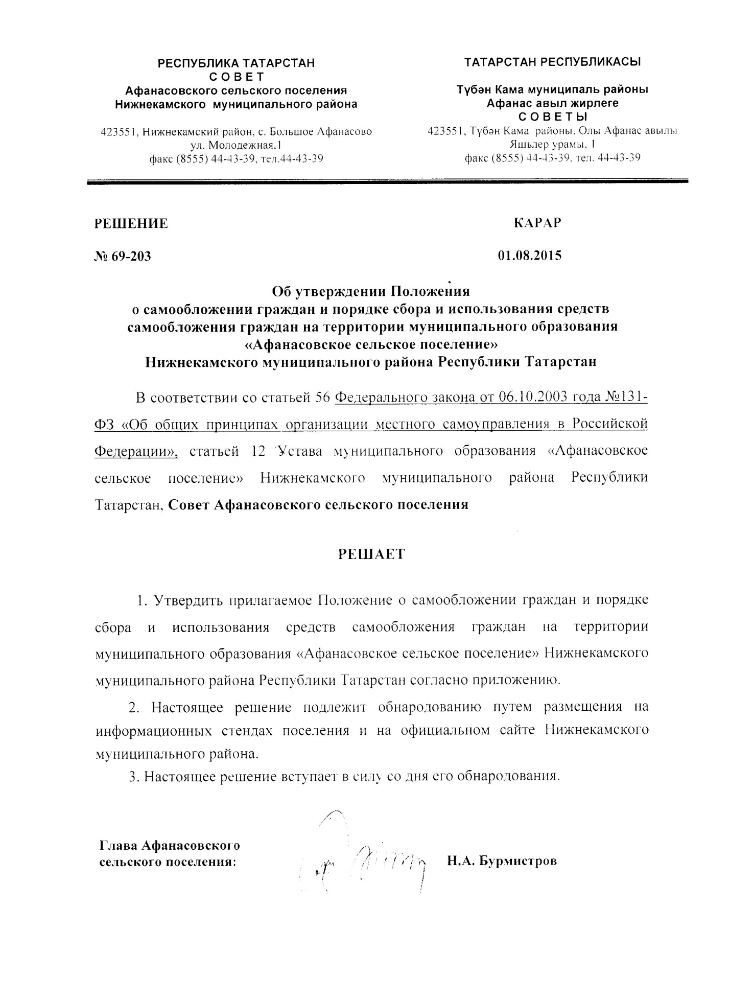 РЕСПУБЛИКА ТАТАРСТАН
С О В Е Т
Афанасовского сельского поселения
Нижнекамского муниципального района
423551, Нижнекамский район, с. Большое Афанасово
ул. Молодежная,1
факс (8555) 44-43-39, тел.44-43-39
ТАТАРСТАН РЕСПУБЛИКАСЫ
Түбән Кама муниципаль районы
Афанас авыл жирлеге
С О В Е Т Ы
423551, Түбән Кама районы, Олы Афанас авылы
Яшьлер урамы, 1
факс (8555) 44-43-39, тел. 44-43-39
РЕШЕНИЕ КАРАР
№ 69-203 01.08.2015
Об утверждении Положения
о самообложении граждан и порядке сбора и использования средств
самообложения граждан на территории муниципального образования
«Афанасовское сельское поселение»
Нижнекамского муниципального района Республики Татарстан
В соответствии со статьей 56 Федерального закона от 06.10.2003 года №131-
ФЗ «Об общих принципах организации местного самоуправления в Российской
Федерации», статьей 12 Устава муниципального образования «Афанасовское
сельское поселение» Нижнекамского муниципального района Республики
Татарстан, Совет Афанасовского сельского поселения
РЕШАЕТ
1. Утвердить прилагаемое Положение о самообложении граждан и порядке
сбора и использования средств самообложения граждан на территории
муниципального образования «Афанасовское сельское поселение» Нижнекамского
муниципального района Республики Татарстан согласно приложению.
2. Настоящее решение подлежит обнародованию путем размещения на
информационных стендах поселения и на официальном сайте Нижнекамского
муниципального района.
3. Настоящее решение вступает в силу со дня его обнародования.
Глава Афанасовского
сельского поселения:
Н.А. Бурмистров